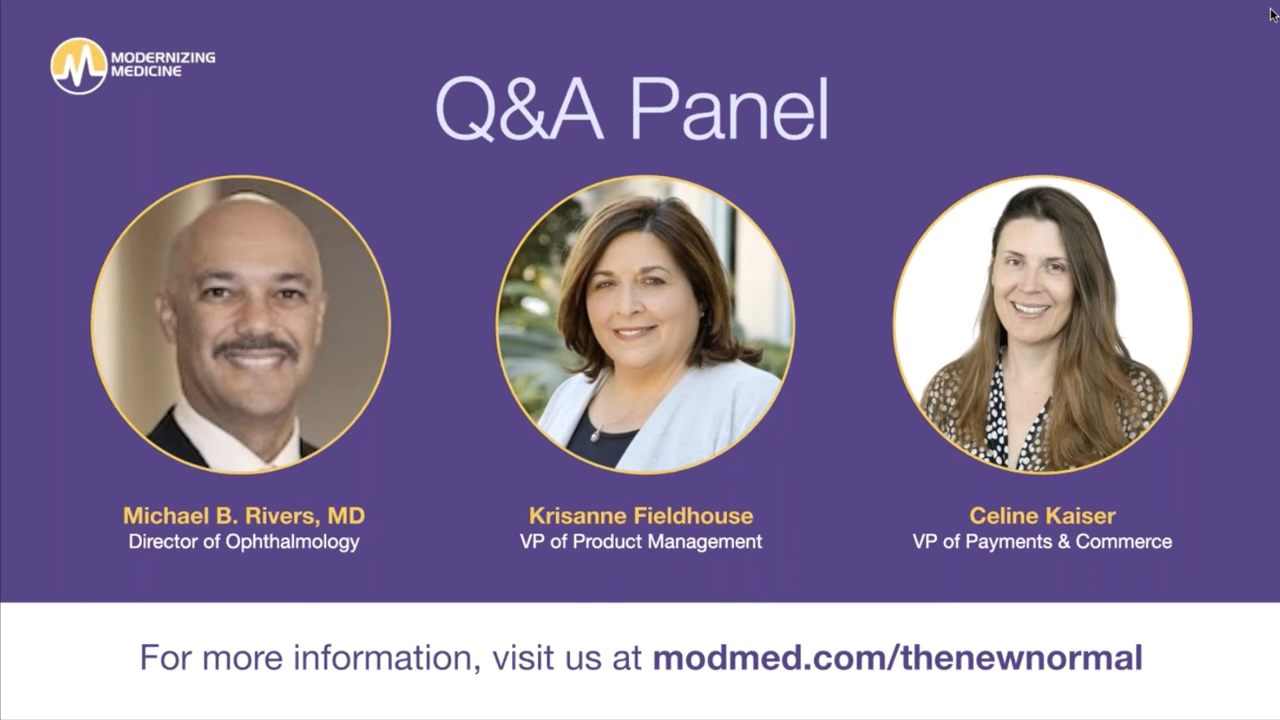 MODERNIZING
MEDICINE
Q&A Panel
Michael B. Rivers, MD
Director of Ophthalmology
Krisanne Fieldhouse
VP of Product Management
Celine Kaiser
VP of Payments & Commerce
For more information, visit us at modmed.com/thenewnormal